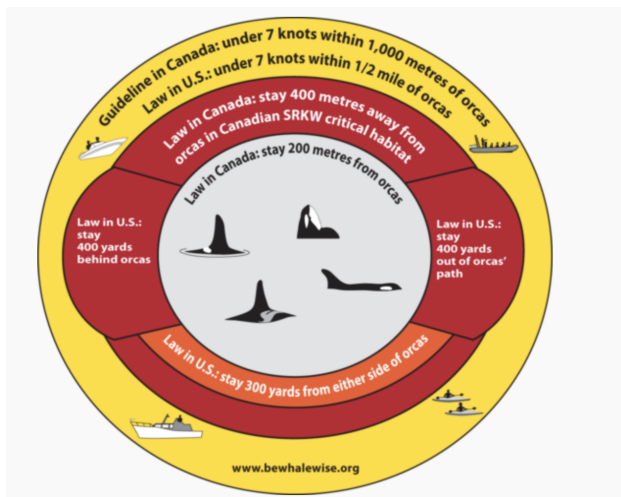 Guideline in Canada: under 7 knots within 1,000 metres of orcas
Law in U.S.: under 7 knots within 1/2 mile of orcas
Law in Canada: stay 400 metres away from
orcas in Canadian SRKW critical habitat
Law in Canada: stay 200 metres from orcas
Law in U.S.:
stay
400 yards
behind orcas
Law in U.S.:
stay
400 yards
out of orcas'
path
Law in U.S.: stay 300 yards from either side of orcas
www.bewhalewise.org